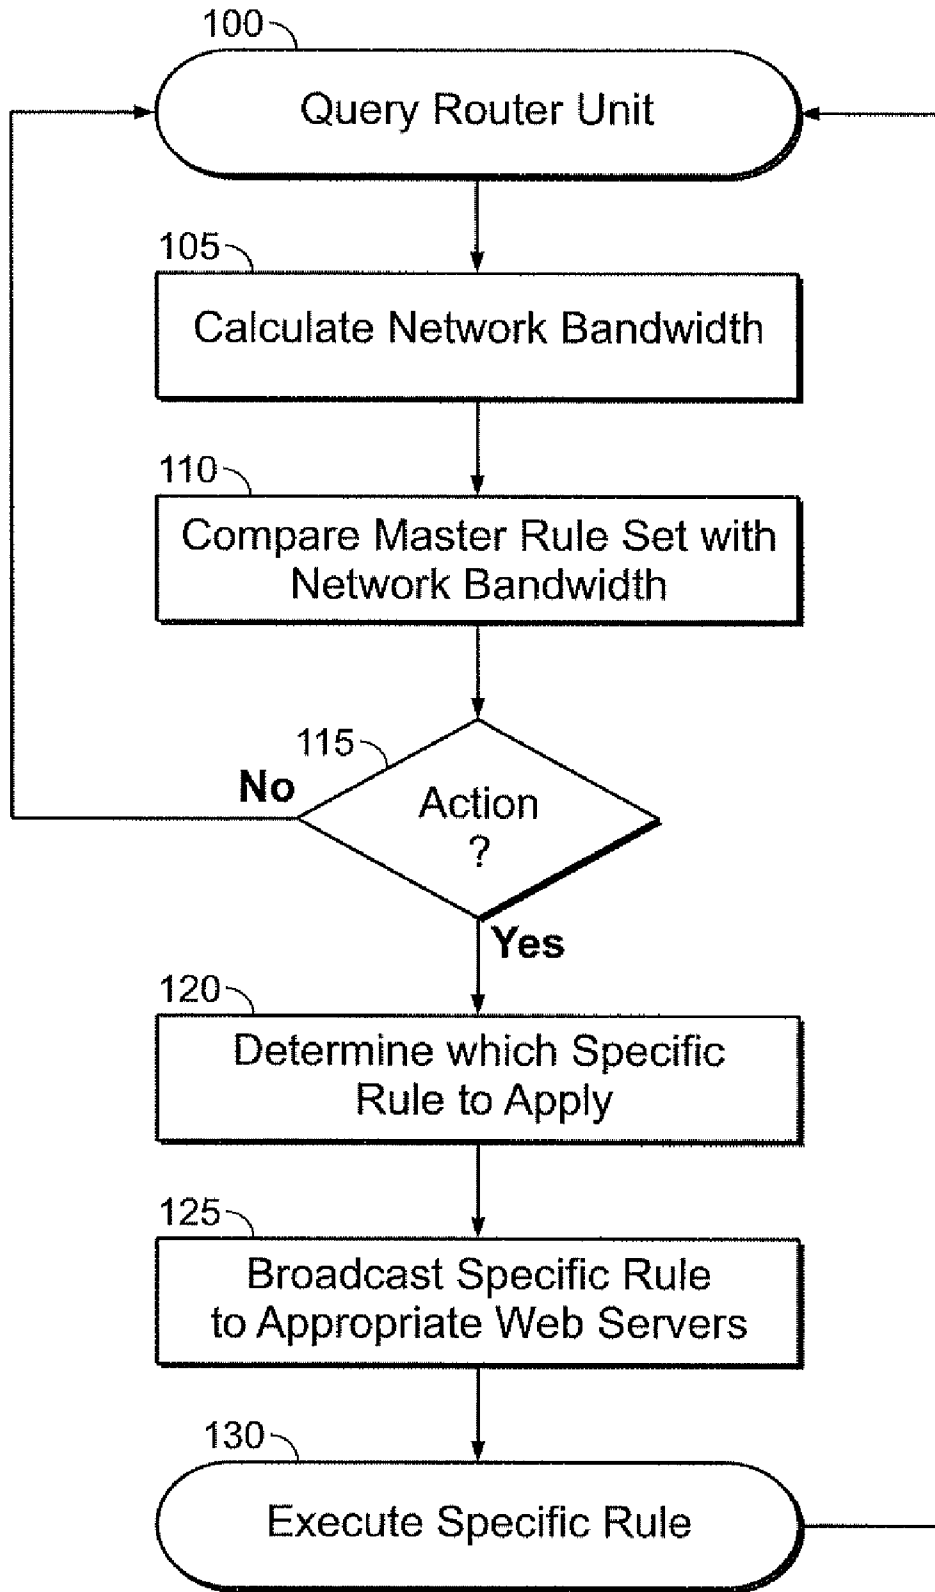 100
Query Router Unit
105
Calculate Network Bandwidth
110
Compare Master Rule Set with
Network Bandwidth
115
No
Action
?
Yes
120
Determine which Specific
Rule to Apply
125
Broadcast Specific Rule
to Appropriate Web Servers
130
Execute Specific Rule